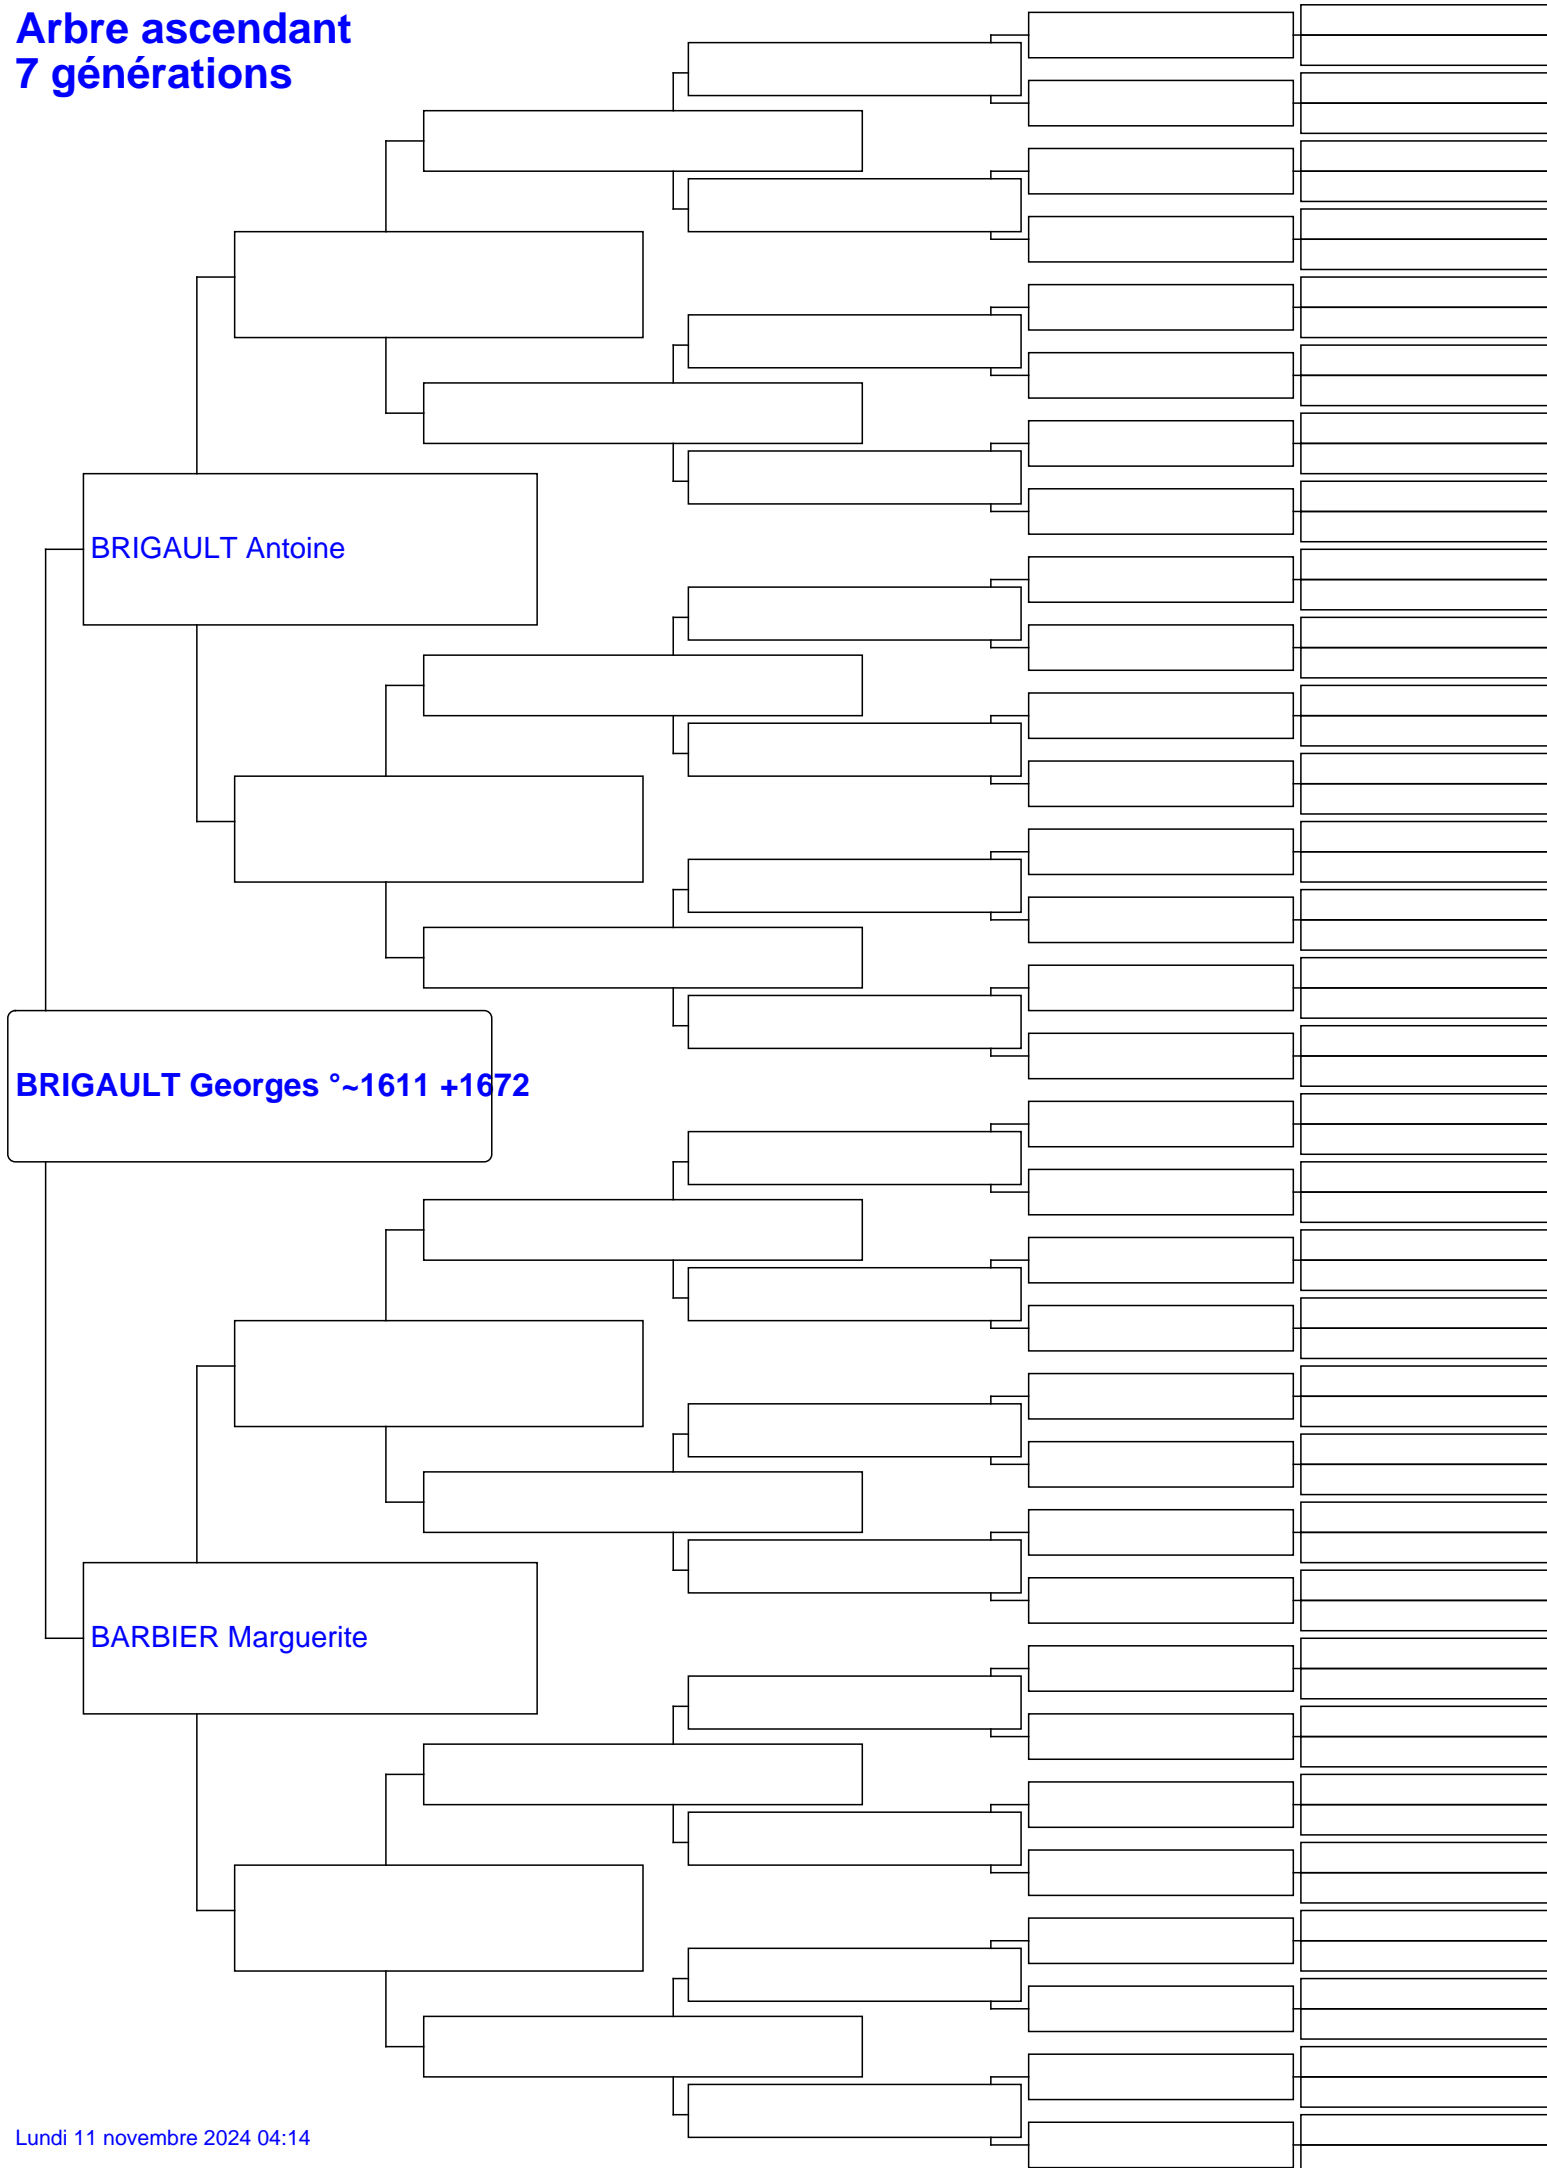 Arbre ascendant
7 générations
BRIGAULT Antoine
BRIGAULT Georges °~1611 +1672
BARBIER Marguerite
Lundi 11 novembre 2024 04:14